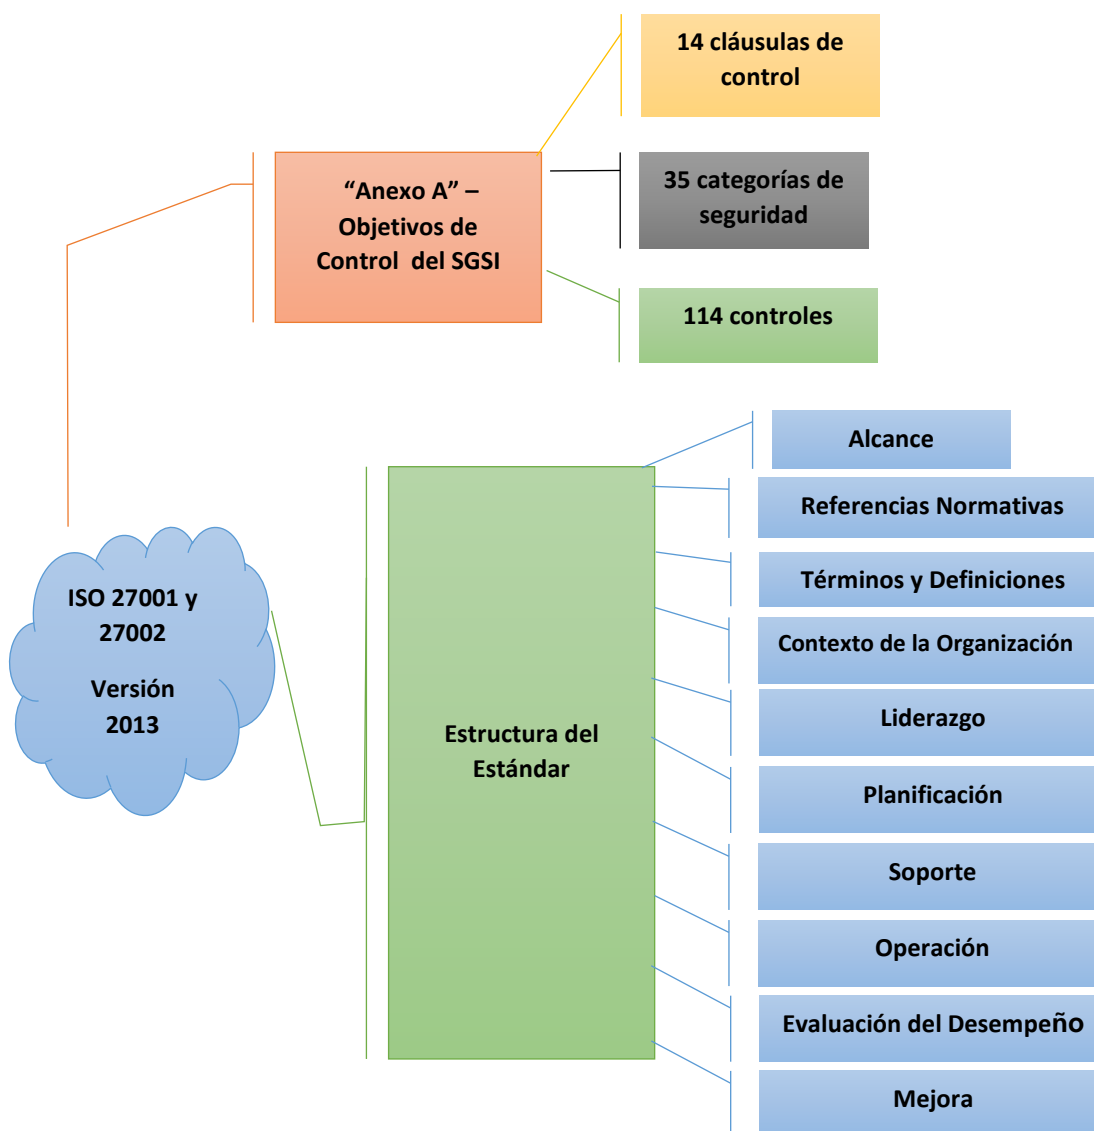 14 cláusulas de
control
“Anexo A” –
Objetivos de
Control del SGSI
35 categorías de
seguridad
114 controles
ISO 27001 y
27002
Versión
2013
Estructura del
Estándar
Alcance
Referencias Normativas
Términos y Definiciones
Contexto de la Organización
Liderazgo
Planificación
Soporte
Operación
Evaluación del Desempeño
Mejora